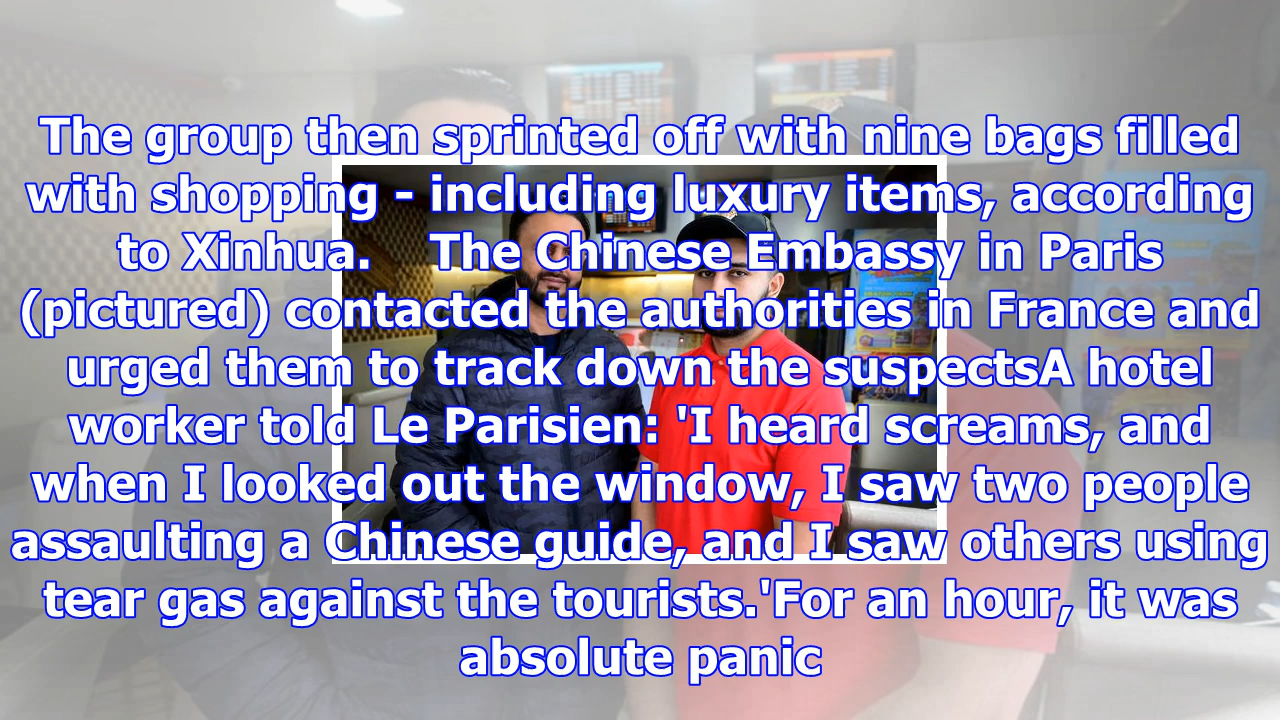 The group then sprinted off with nine bags filled
with shopping - including luxury items, according
to Xinhua.    The Chinese Embassy in Paris
(pictured) contacted the authorities in France and
urged them to track down the suspectsA hotel
worker told Le Parisien: 'I heard screams, and
when I looked out the window, I saw two people
assaulting a Chinese guide, and I saw others using
tear gas against the tourists.'For an hour, it was
absolute panic